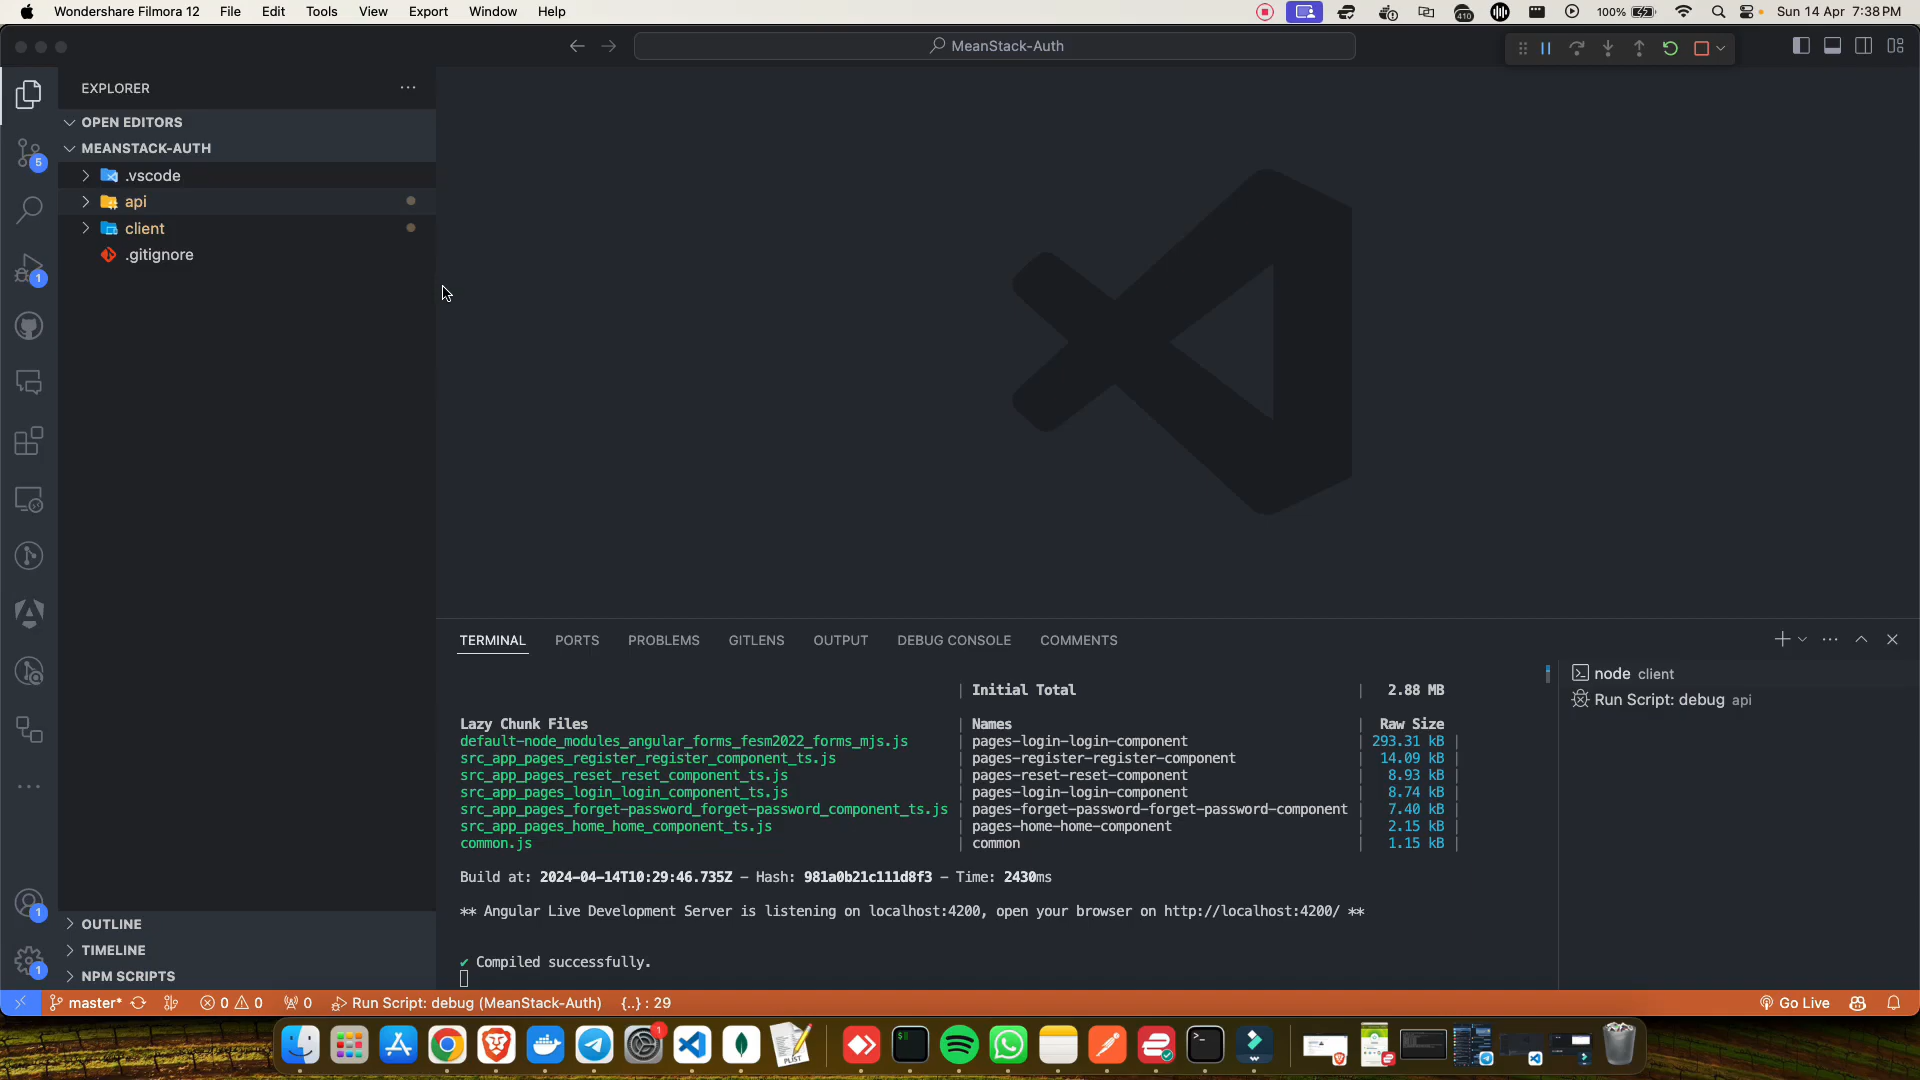 Wondershare Filmora 12 File Edit Tools View Export Window Help
410 100% Sun 14 Apr 7:38 PM
MeanStack-Auth
EXPLORER
OPEN EDITORS
MEANSTACK-AUTH
.vscode
api
client
.gitignore
5
1
1
1
OUTLINE
TIMELINE
NPM SCRIPTS
TERMINAL PORTS PROBLEMS GITLENS OUTPUT DEBUG CONSOLE COMMENTS
| Initial Total | 2.88 MB
Lazy Chunk Files | Names | Raw Size
default-node_modules_angular_forms_fesm2022_forms_mjs.js | pages-login-login-component | 293.31 kB |
src_app_pages_register_register_component_ts.js | pages-register-register-component | 14.09 kB |
src_app_pages_reset_reset_component_ts.js | pages-reset-reset-component | 8.93 kB |
src_app_pages_login_login_component_ts.js | pages-login-login-component | 8.74 kB |
src_app_pages_forget-password_forget-password_component_ts.js | pages-forget-password-forget-password-component | 7.40 kB |
src_app_pages_home_home_component_ts.js | pages-home-home-component | 2.15 kB |
common.js | common | 1.15 kB |
Build at: 2024-04-14T10:29:46.735Z - Hash: 981a0b21c111d8f3 - Time: 2430ms
** Angular Live Development Server is listening on localhost:4200, open your browser on http://localhost:4200/ **
✔ Compiled successfully.
node client
Run Script: debug api
master* 0 0 0 Run Script: debug (MeanStack-Auth) {..} : 29 Go Live
1
PLIST